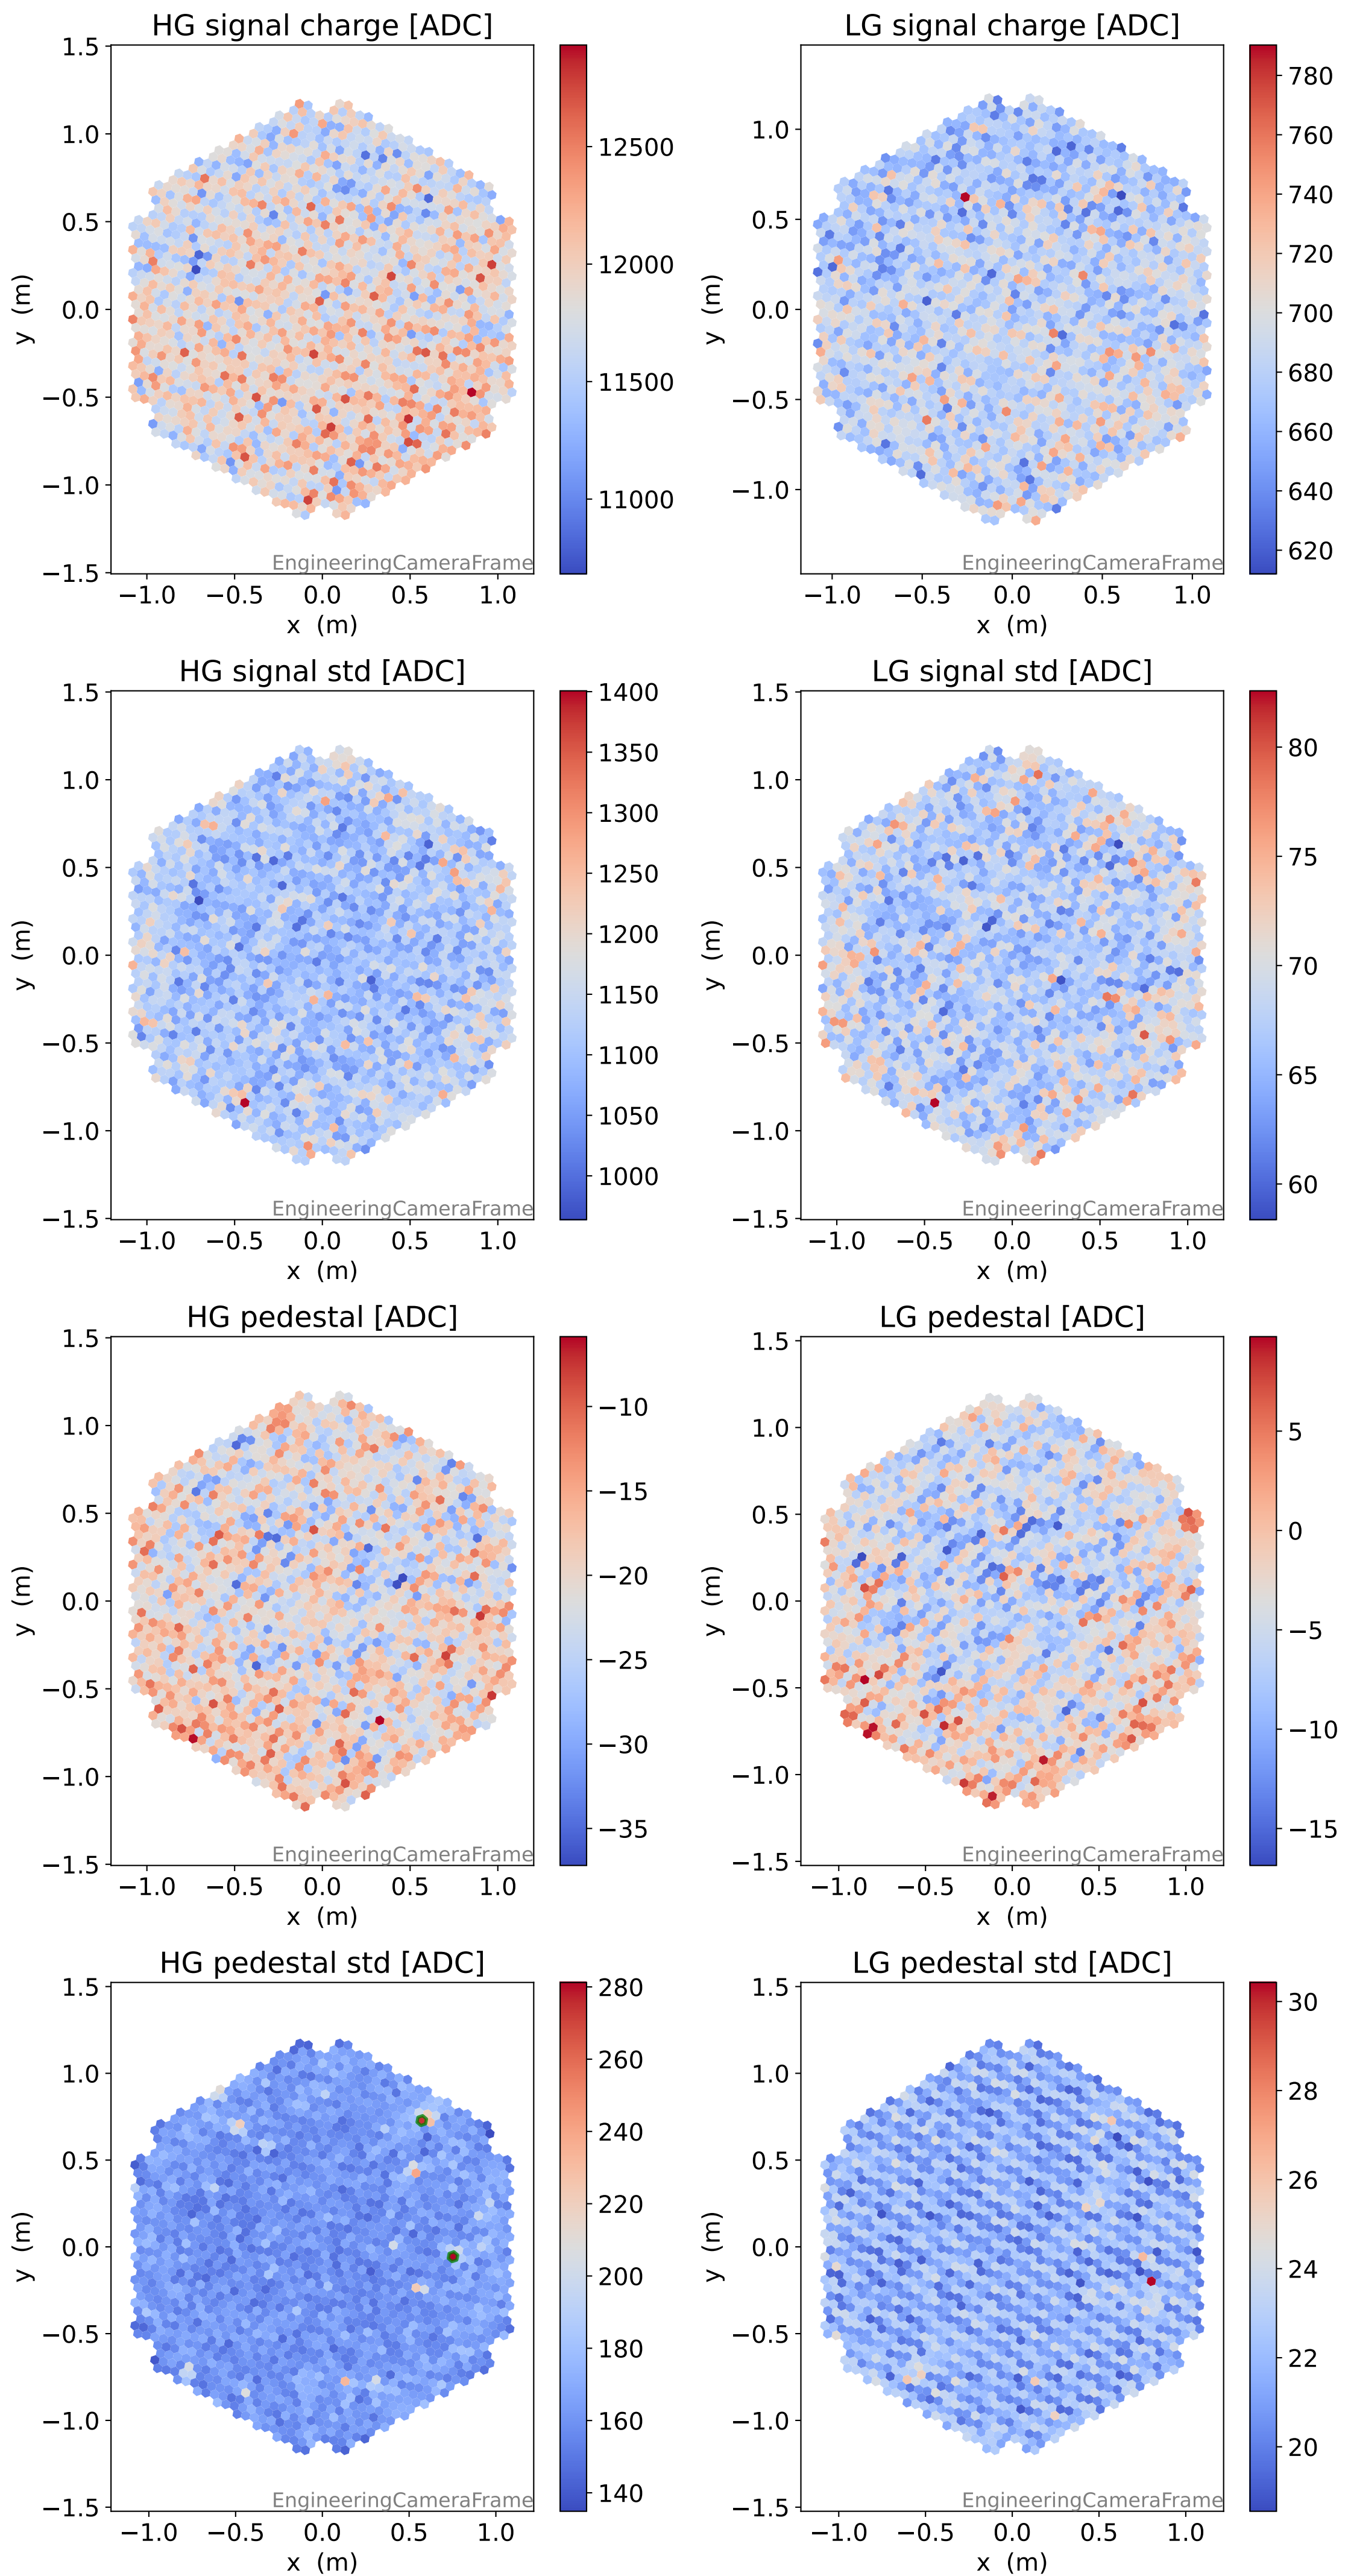 HG signal charge [ADC]
1.5
1.0
0.5
0.0
−0.5
−1.0
−1.5
y (m)
−1.0 −0.5 0.0 0.5 1.0
x (m)
EngineeringCameraFrame
12500
12000
11500
11000
LG signal charge [ADC]
1.0
0.5
0.0
−0.5
−1.0
y (m)
−1.0 −0.5 0.0 0.5 1.0
x (m)
EngineeringCameraFrame
780
760
740
720
700
680
660
640
620
HG signal std [ADC]
1.5
1.0
0.5
0.0
−0.5
−1.0
−1.5
y (m)
−1.0 −0.5 0.0 0.5 1.0
x (m)
EngineeringCameraFrame
1400
1350
1300
1250
1200
1150
1100
1050
1000
LG signal std [ADC]
1.5
1.0
0.5
0.0
−0.5
−1.0
−1.5
y (m)
−1.0 −0.5 0.0 0.5 1.0
x (m)
EngineeringCameraFrame
80
75
70
65
60
HG pedestal [ADC]
1.5
1.0
0.5
0.0
−0.5
−1.0
−1.5
y (m)
−1.0 −0.5 0.0 0.5 1.0
x (m)
EngineeringCameraFrame
−10
−15
−20
−25
−30
−35
LG pedestal [ADC]
1.5
1.0
0.5
0.0
−0.5
−1.0
−1.5
y (m)
−1.0 −0.5 0.0 0.5 1.0
x (m)
EngineeringCameraFrame
5
0
−5
−10
−15
HG pedestal std [ADC]
1.5
1.0
0.5
0.0
−0.5
−1.0
−1.5
y (m)
−1.0 −0.5 0.0 0.5 1.0
x (m)
EngineeringCameraFrame
280
260
240
220
200
180
160
140
LG pedestal std [ADC]
1.5
1.0
0.5
0.0
−0.5
−1.0
−1.5
y (m)
−1.0 −0.5 0.0 0.5 1.0
x (m)
EngineeringCameraFrame
30
28
26
24
22
20